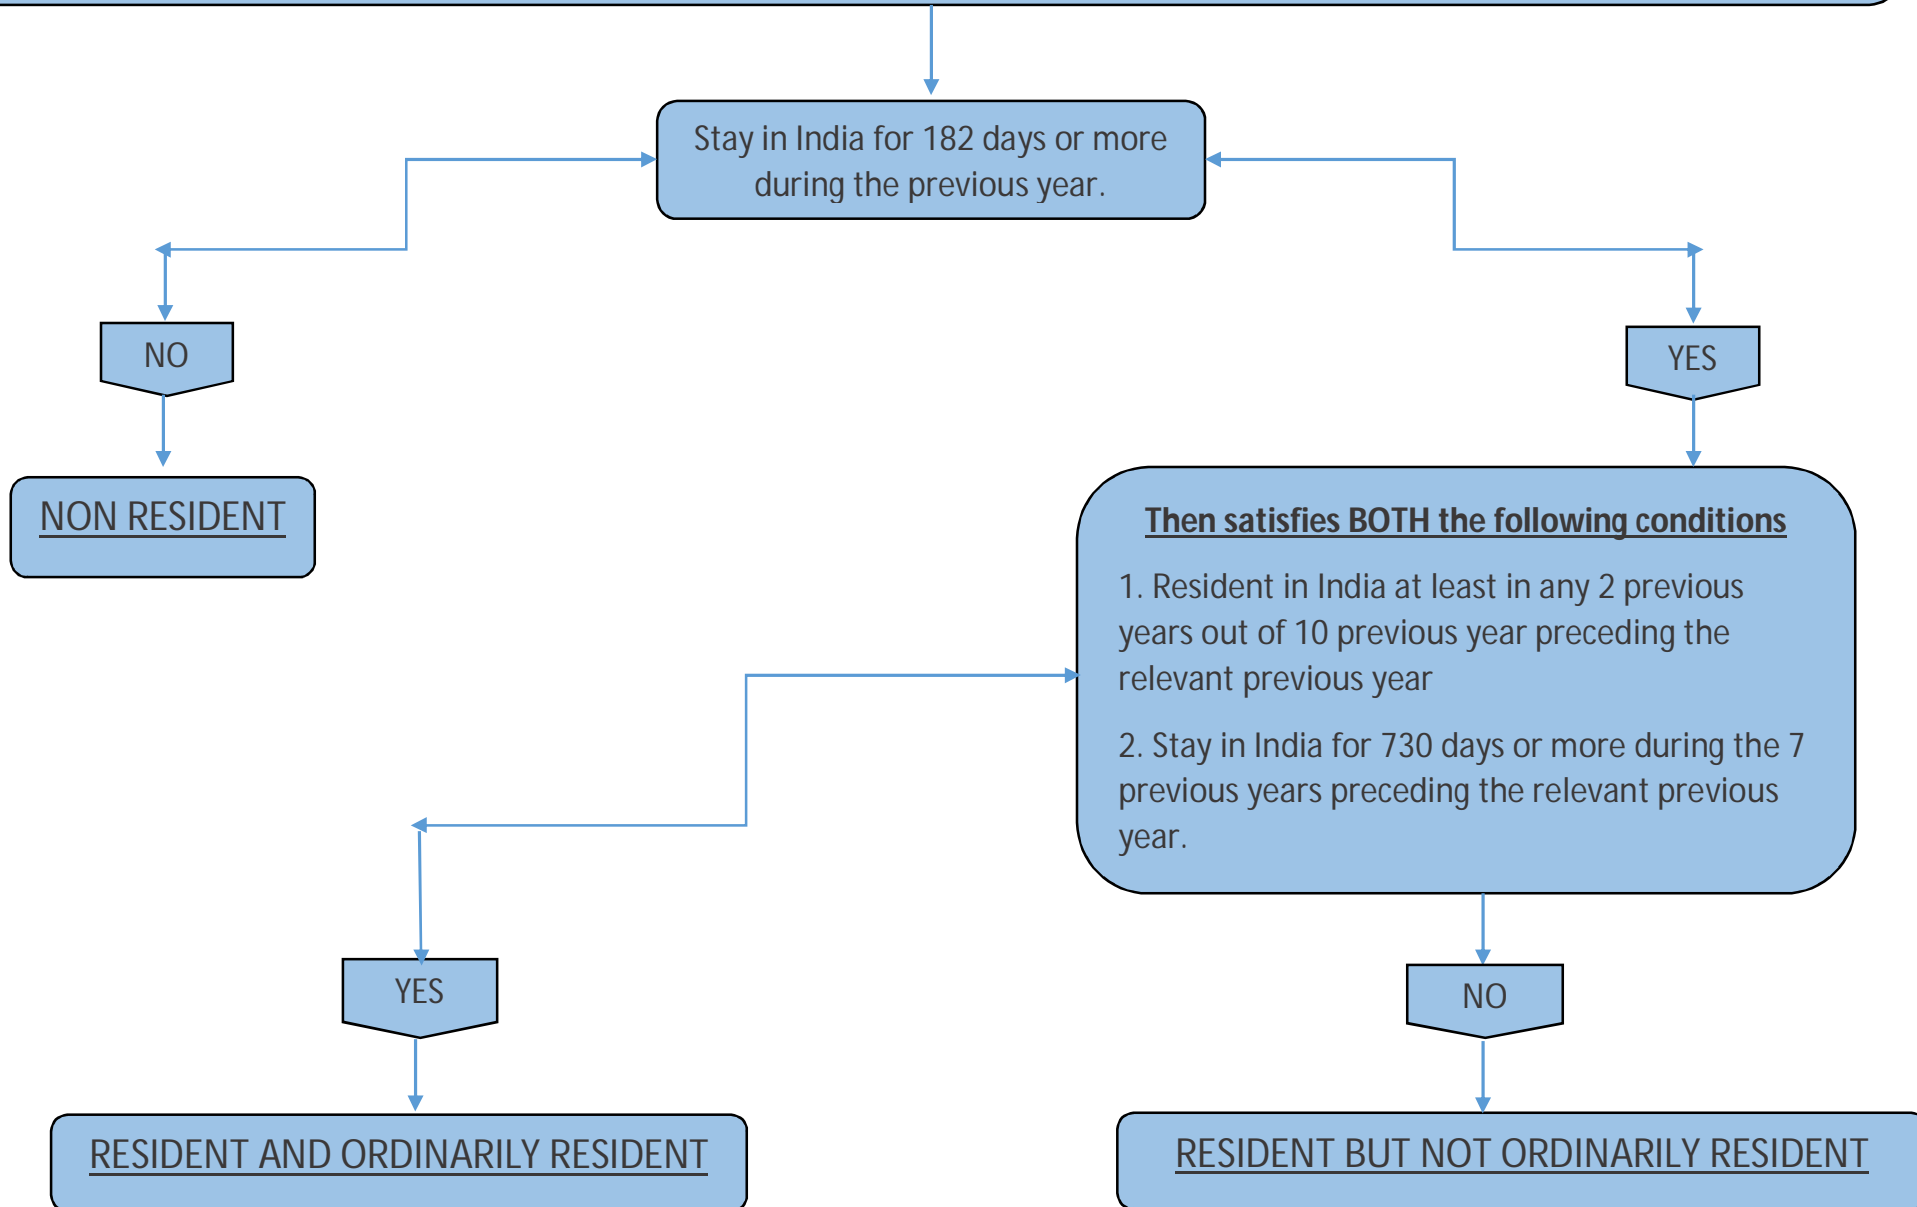 Stay in India for 182 days or more
during the previous year.
NO
YES
NON RESIDENT
Then satisfies BOTH the following conditions
1. Resident in India at least in any 2 previous
years out of 10 previous year preceding the
relevant previous year
2. Stay in India for 730 days or more during the 7
previous years preceding the relevant previous
year.
YES
NO
RESIDENT AND ORDINARILY RESIDENT
RESIDENT BUT NOT ORDINARILY RESIDENT